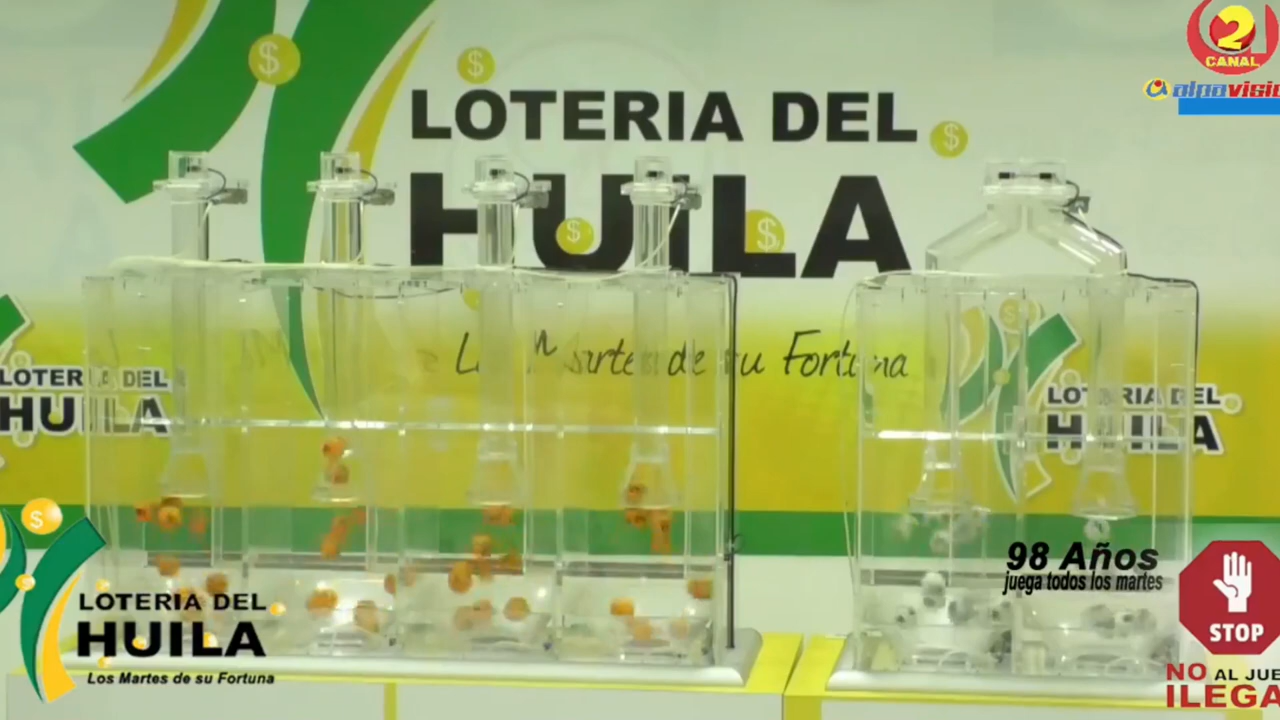 2
CANAL
alpavisi
LOTERIA DEL
HUILA
Los Martes de su Fortuna
LOTERIA DEL
HUILA
LOTERIA DEL
HUILA
98 Años
juega todos los martes
STOP
NO AL JUE
ILEGA
LOTERIA DEL
HUILA
Los Martes de su Fortuna